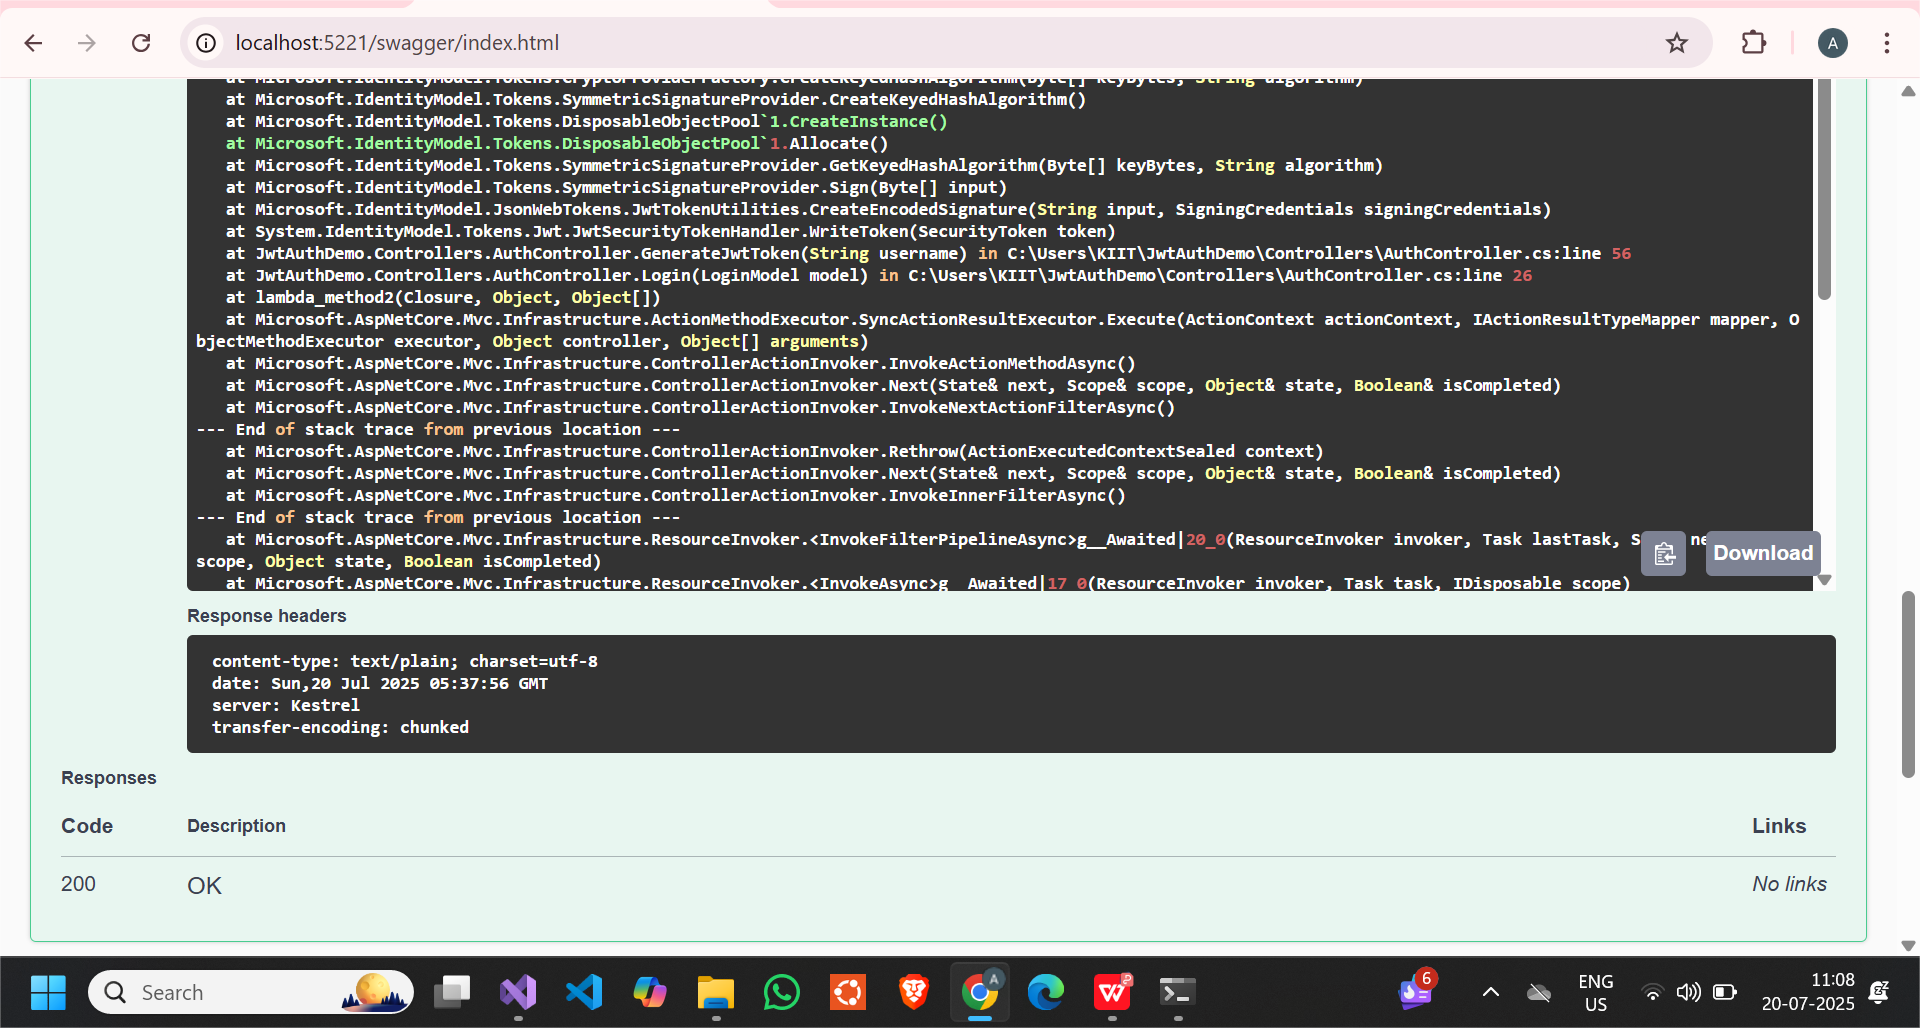 localhost:5221/swagger/index.html
A
at Microsoft.IdentityModel.Tokens.CryptoProviderFactory.CreateKeyedHashAlgorithm(Byte[] keyBytes, String algorithm)
at Microsoft.IdentityModel.Tokens.SymmetricSignatureProvider.CreateKeyedHashAlgorithm()
at Microsoft.IdentityModel.Tokens.DisposableObjectPool`1.CreateInstance()
at Microsoft.IdentityModel.Tokens.DisposableObjectPool`1.Allocate()
at Microsoft.IdentityModel.Tokens.SymmetricSignatureProvider.GetKeyedHashAlgorithm(Byte[] keyBytes, String algorithm)
at Microsoft.IdentityModel.Tokens.SymmetricSignatureProvider.Sign(Byte[] input)
at Microsoft.IdentityModel.JsonWebTokens.JwtTokenUtilities.CreateEncodedSignature(String input, SigningCredentials signingCredentials)
at System.IdentityModel.Tokens.Jwt.JwtSecurityTokenHandler.WriteToken(SecurityToken token)
at JwtAuthDemo.Controllers.AuthController.GenerateJwtToken(String username) in C:\Users\KIIT\JwtAuthDemo\Controllers\AuthController.cs:line 56
at JwtAuthDemo.Controllers.AuthController.Login(LoginModel model) in C:\Users\KIIT\JwtAuthDemo\Controllers\AuthController.cs:line 26
at lambda_method2(Closure, Object, Object[])
at Microsoft.AspNetCore.Mvc.Infrastructure.ActionMethodExecutor.SyncActionResultExecutor.Execute(ActionContext actionContext, IActionResultTypeMapper mapper, O
bjectMethodExecutor executor, Object controller, Object[] arguments)
at Microsoft.AspNetCore.Mvc.Infrastructure.ControllerActionInvoker.InvokeActionMethodAsync()
at Microsoft.AspNetCore.Mvc.Infrastructure.ControllerActionInvoker.Next(State& next, Scope& scope, Object& state, Boolean& isCompleted)
at Microsoft.AspNetCore.Mvc.Infrastructure.ControllerActionInvoker.InvokeNextActionFilterAsync()
--- End of stack trace from previous location ---
at Microsoft.AspNetCore.Mvc.Infrastructure.ControllerActionInvoker.Rethrow(ActionExecutedContextSealed context)
at Microsoft.AspNetCore.Mvc.Infrastructure.ControllerActionInvoker.Next(State& next, Scope& scope, Object& state, Boolean& isCompleted)
at Microsoft.AspNetCore.Mvc.Infrastructure.ControllerActionInvoker.InvokeInnerFilterAsync()
--- End of stack trace from previous location ---
at Microsoft.AspNetCore.Mvc.Infrastructure.ResourceInvoker.<InvokeFilterPipelineAsync>g__Awaited|20_0(ResourceInvoker invoker, Task lastTask,
scope, Object state, Boolean isCompleted)
at Microsoft.AspNetCore.Mvc.Infrastructure.ResourceInvoker.<InvokeAsync>g__Awaited|17_0(ResourceInvoker invoker, Task task, IDisposable scope)
Download
Response headers
content-type: text/plain; charset=utf-8
date: Sun,20 Jul 2025 05:37:56 GMT
server: Kestrel
transfer-encoding: chunked
Responses
Code Description Links
200 OK No links
Search
A
6
ENG
US
11:08
20-07-2025